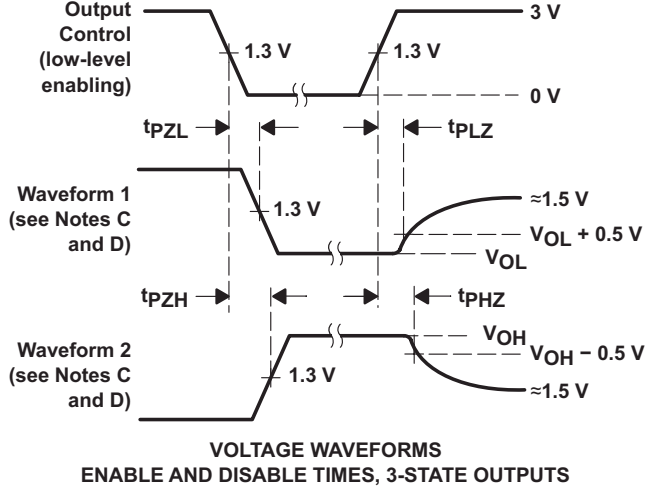 Output
Control
(low-level
enabling)
1.3 V
1.3 V
3 V
0 V
tPZL
tPLZ
Waveform 1
(see Notes C
and D)
1.3 V
≈1.5 V
VOL + 0.5 V
VOL
tPZH
tPHZ
Waveform 2
(see Notes C
and D)
1.3 V
VOH
VOH − 0.5 V
≈1.5 V
VOLTAGE WAVEFORMS
ENABLE AND DISABLE TIMES, 3-STATE OUTPUTS